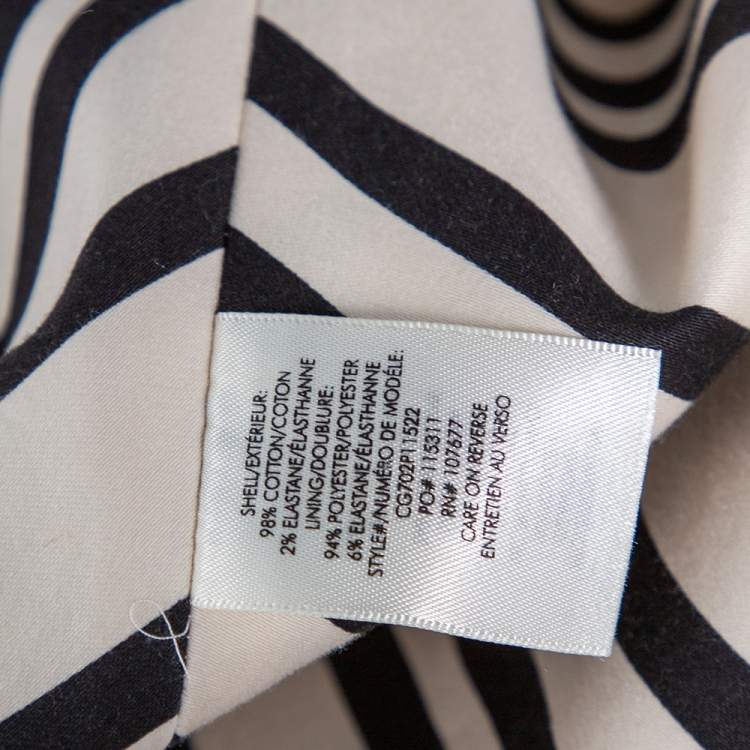 SHELL/EXTÉRIEUR:
98% COTTON/COTON
2% ELASTANE/ÉLASTHANNE
LINING/DOUBLURE:
94% POLYESTER/POLYESTER
6% ELASTANE/ÉLASTHANNE
STYLE#/NUMÉRO DE MODÉLE:
CG702P11522
PO# 115311
RN# 107677
CARE ON REVERSE
ENTRETIEN AU VERSO